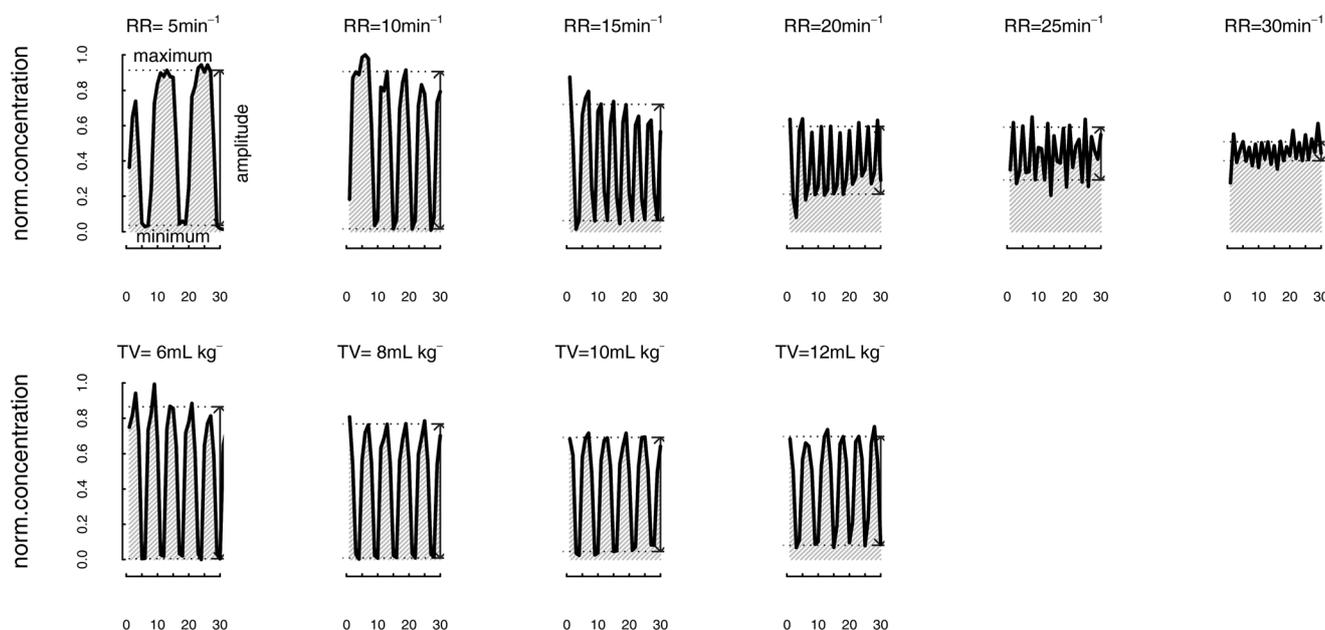 RR= 5min⁻¹ RR=10min⁻¹ RR=15min⁻¹ RR=20min⁻¹ RR=25min⁻¹ RR=30min⁻¹
norm.concentration
0.0 0.2 0.4 0.6 0.8 1.0
maximum
amplitude
minimum
0 10 20 30 0 10 20 30 0 10 20 30 0 10 20 30 0 10 20 30 0 10 20 30
TV= 6mL kg⁻ TV= 8mL kg⁻ TV=10mL kg⁻ TV=12mL kg⁻
norm.concentration
0.0 0.2 0.4 0.6 0.8 1.0
0 10 20 30 0 10 20 30 0 10 20 30 0 10 20 30